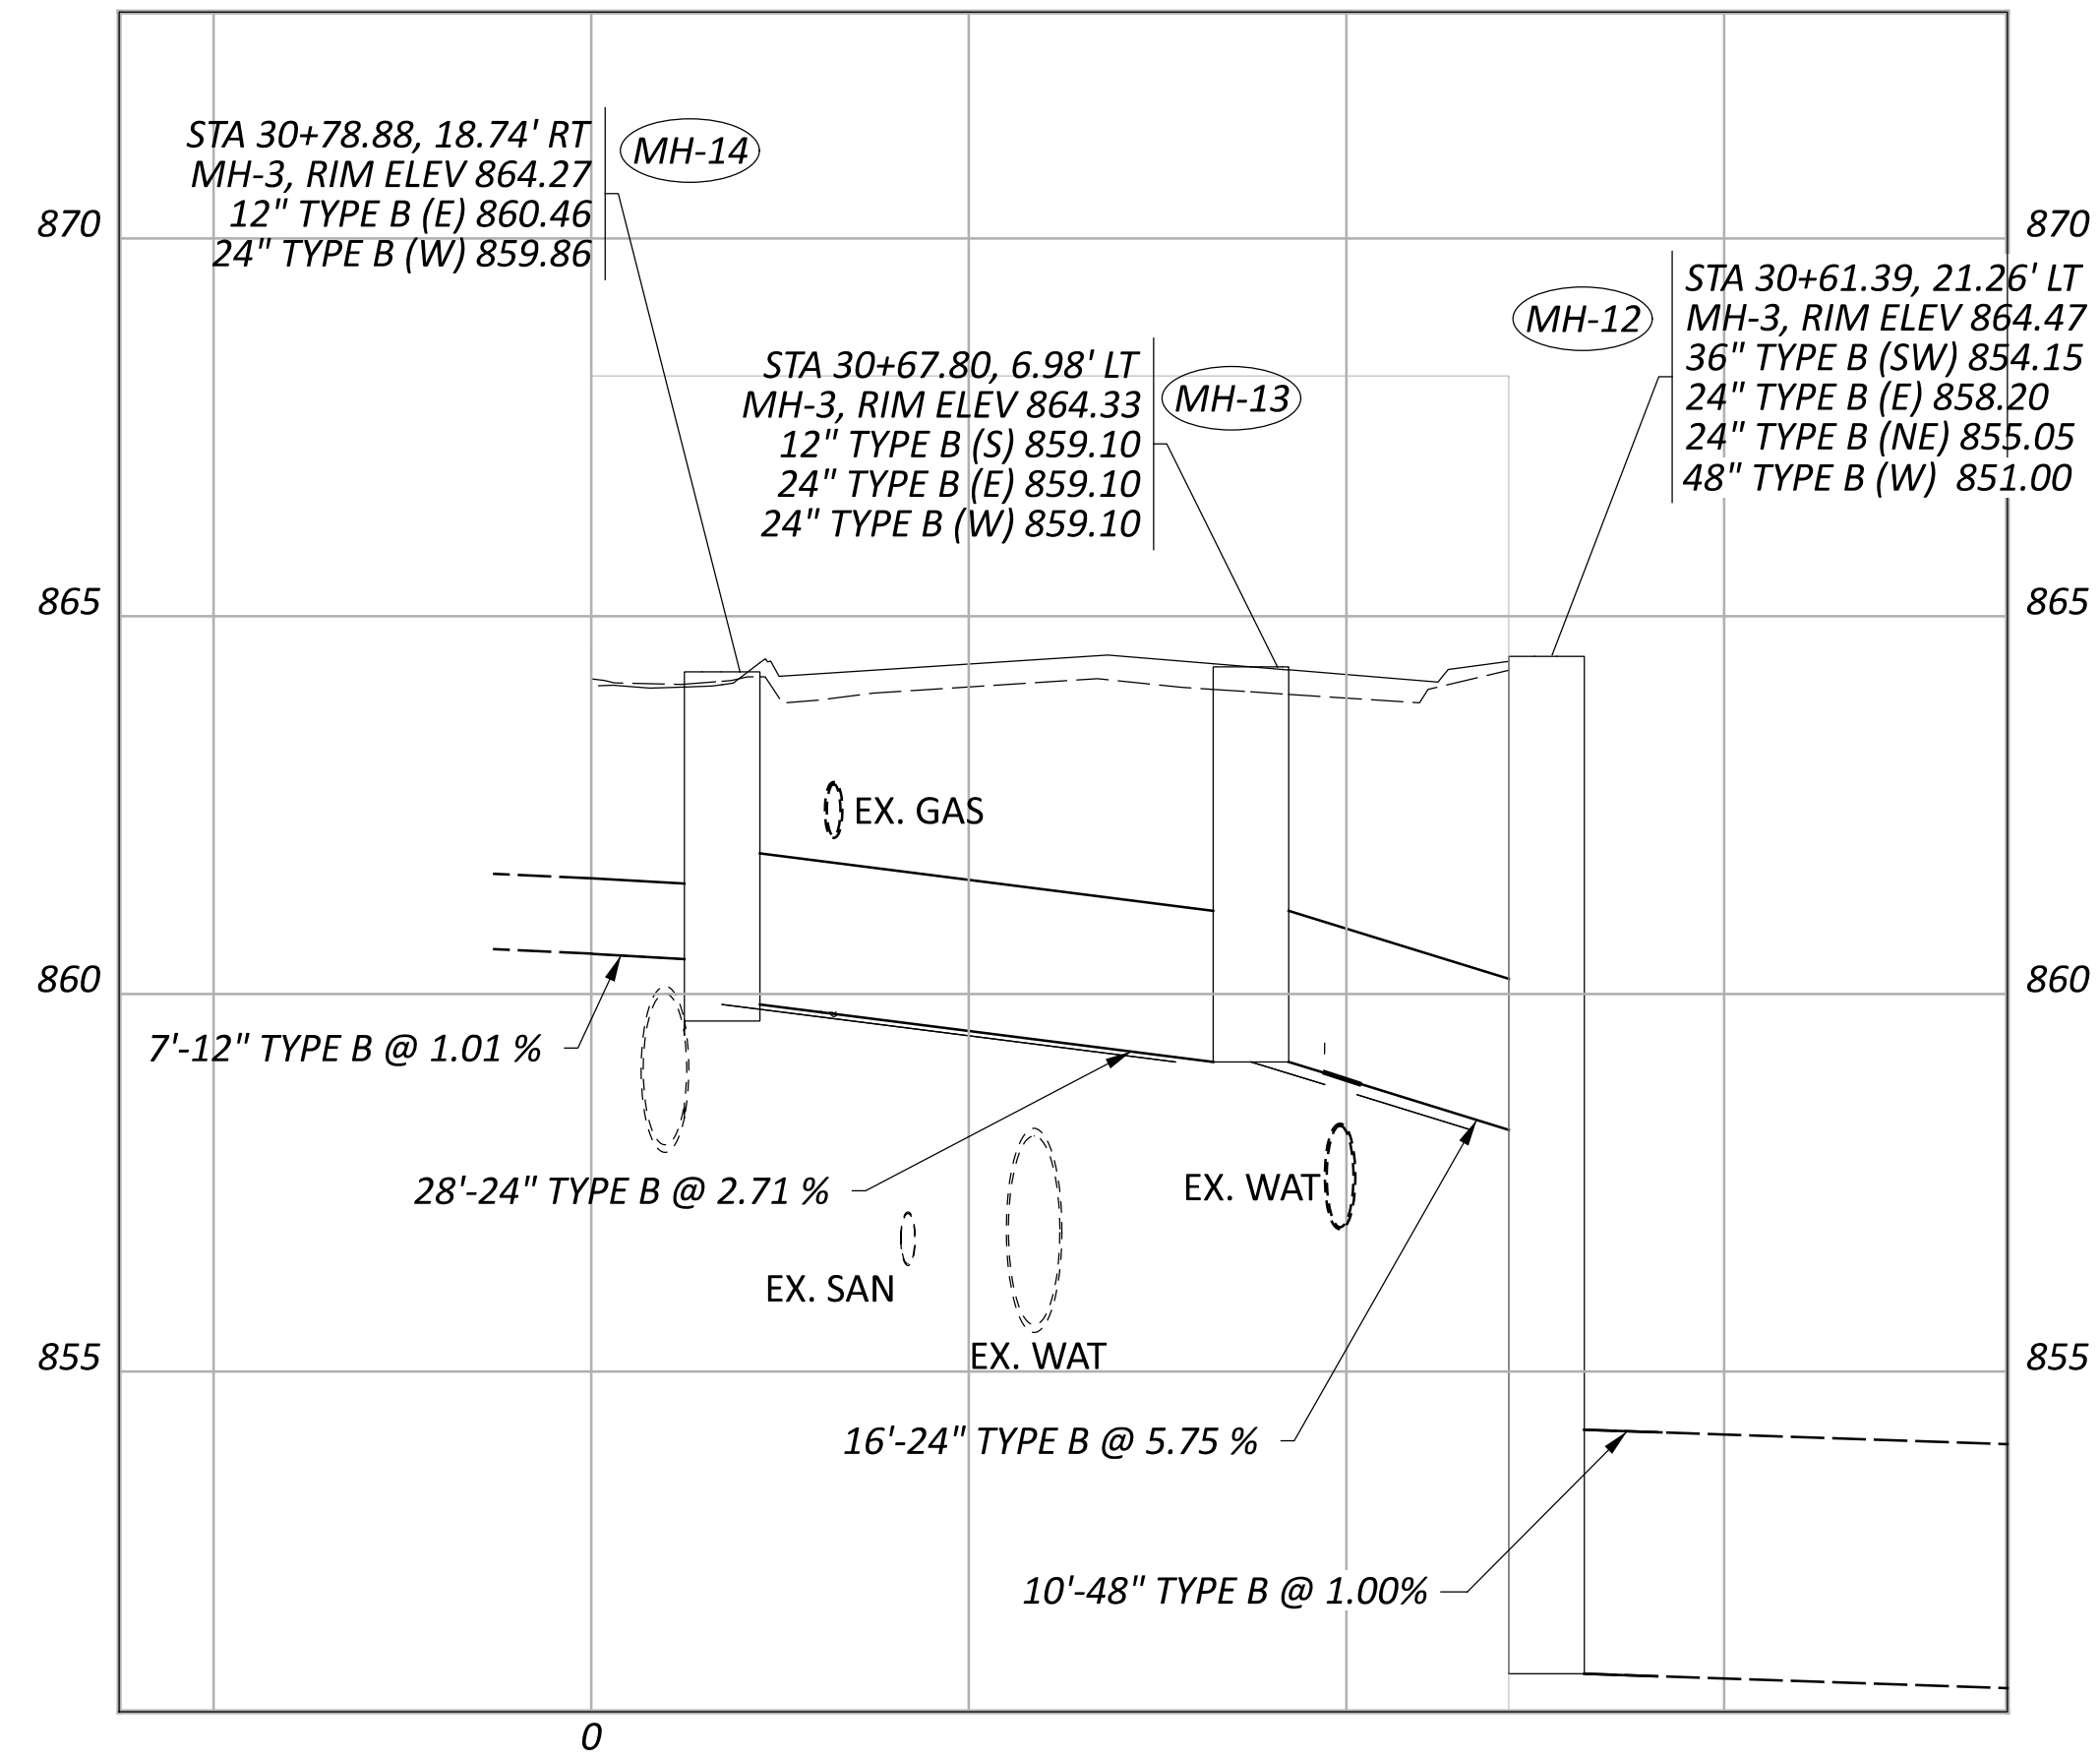 STA 30+78.88, 18.74' RT
MH-3, RIM ELEV 864.27
12" TYPE B (E) 860.46
24" TYPE B (W) 859.86
MH-14
870
870
STA 30+61.39, 21.26' LT
MH-3, RIM ELEV 864.47
36" TYPE B (SW) 854.15
24" TYPE B (E) 858.20
24" TYPE B (NE) 855.05
48" TYPE B (W) 851.00
MH-12
STA 30+67.80, 6.98' LT
MH-3, RIM ELEV 864.33
12" TYPE B (S) 859.10
24" TYPE B (E) 859.10
24" TYPE B (W) 859.10
MH-13
865
865
EX. GAS
860
860
7'-12" TYPE B @ 1.01 %
28'-24" TYPE B @ 2.71 %
EX. WAT
EX. SAN
EX. WAT
855
855
16'-24" TYPE B @ 5.75 %
10'-48" TYPE B @ 1.00%
0